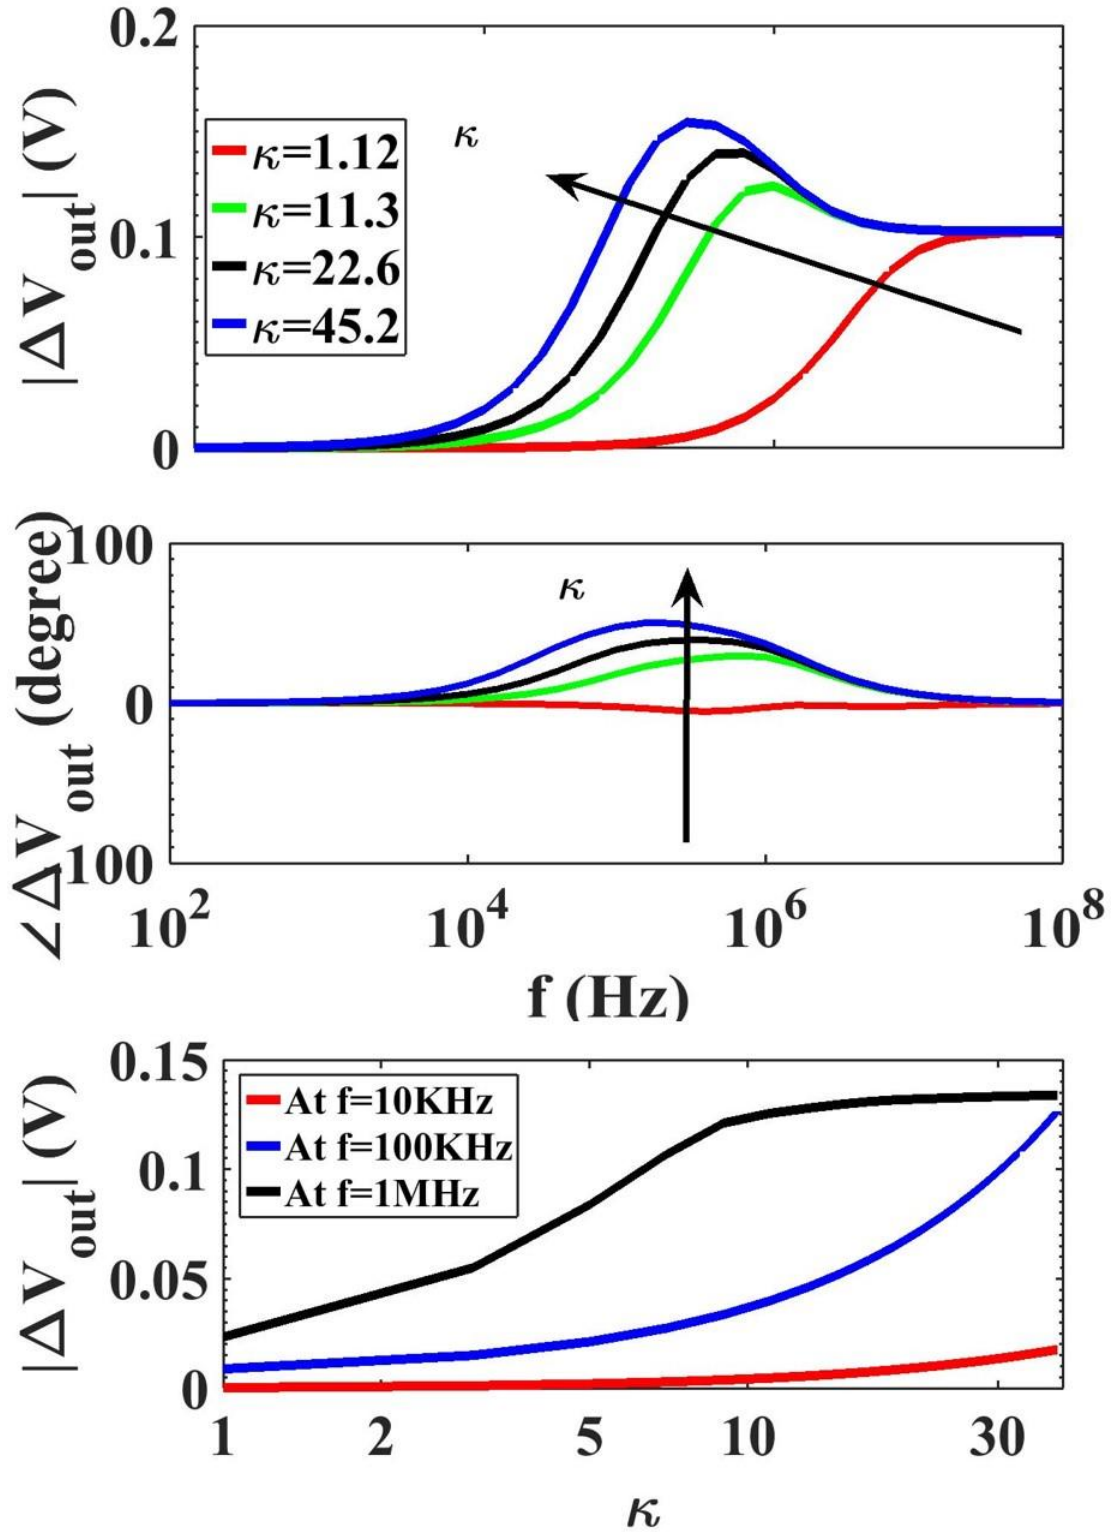 0.2
0.1
0
|ΔV_out| (V)
κ=1.12
κ=11.3
κ=22.6
κ=45.2
κ
100
0
100
∠ΔV_out (degree)
κ
10^2 10^4 10^6 10^8
f (Hz)
0.15
0.1
0.05
0
|ΔV_out| (V)
At f=10KHz
At f=100KHz
At f=1MHz
1 2 5 10 30
κ